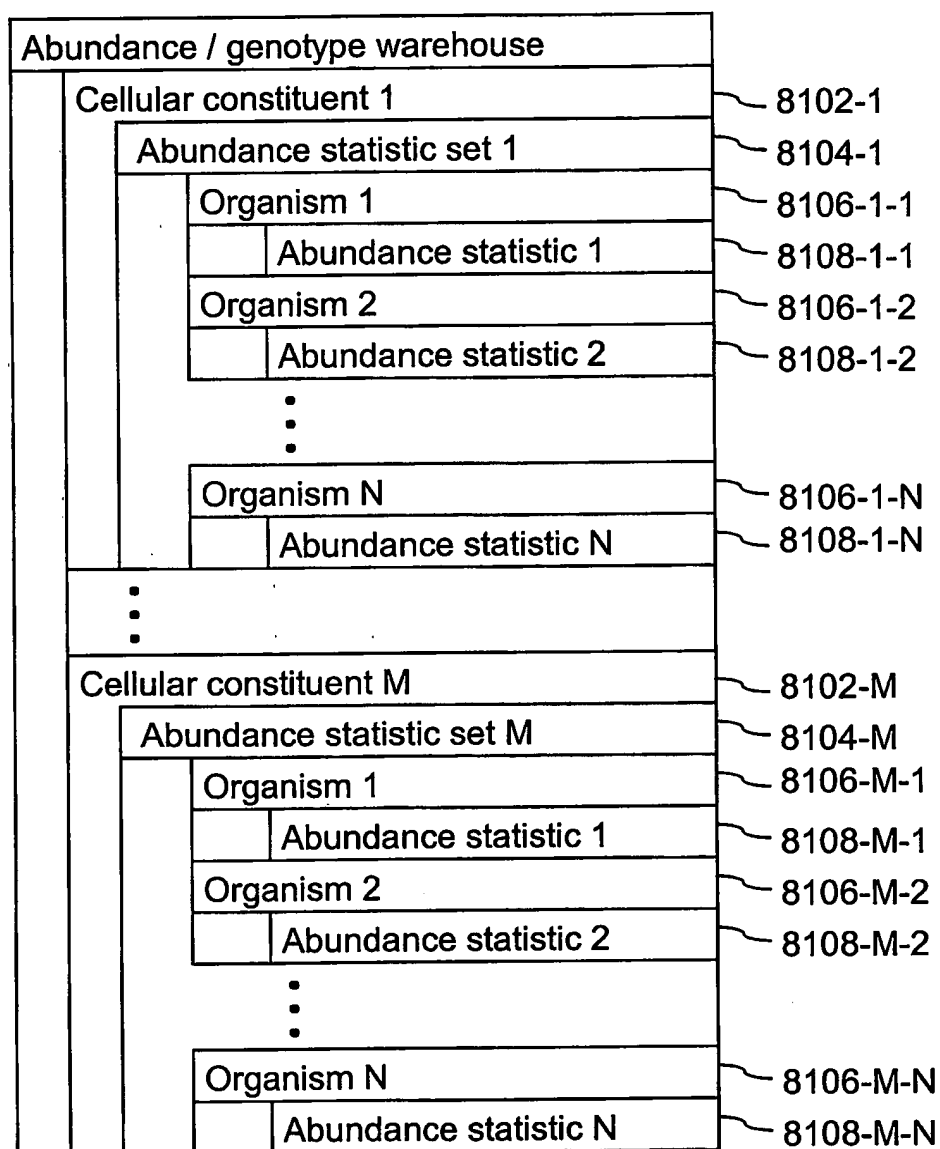 Abundance / genotype warehouse
Cellular constituent 1 8102-1
Abundance statistic set 1 8104-1
Organism 1 8106-1-1
Abundance statistic 1 8108-1-1
Organism 2 8106-1-2
Abundance statistic 2 8108-1-2
Organism N 8106-1-N
Abundance statistic N 8108-1-N
Cellular constituent M 8102-M
Abundance statistic set M 8104-M
Organism 1 8106-M-1
Abundance statistic 1 8108-M-1
Organism 2 8106-M-2
Abundance statistic 2 8108-M-2
Organism N 8106-M-N
Abundance statistic N 8108-M-N